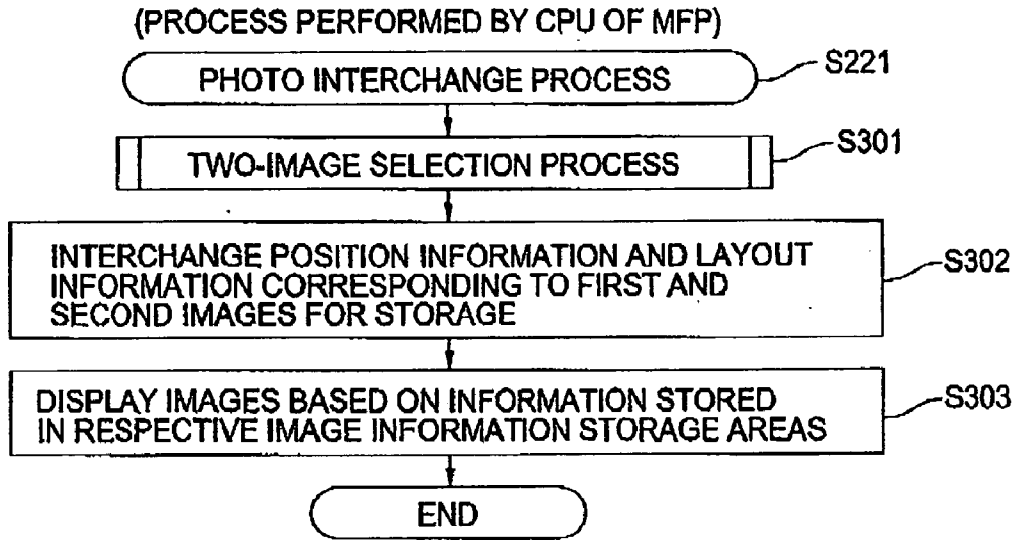 (PROCESS PERFORMED BY CPU OF MFP)
PHOTO INTERCHANGE PROCESS
S221
TWO-IMAGE SELECTION PROCESS
S301
INTERCHANGE POSITION INFORMATION AND LAYOUT
INFORMATION CORRESPONDING TO FIRST AND
SECOND IMAGES FOR STORAGE
S302
DISPLAY IMAGES BASED ON INFORMATION STORED
IN RESPECTIVE IMAGE INFORMATION STORAGE AREAS
S303
END